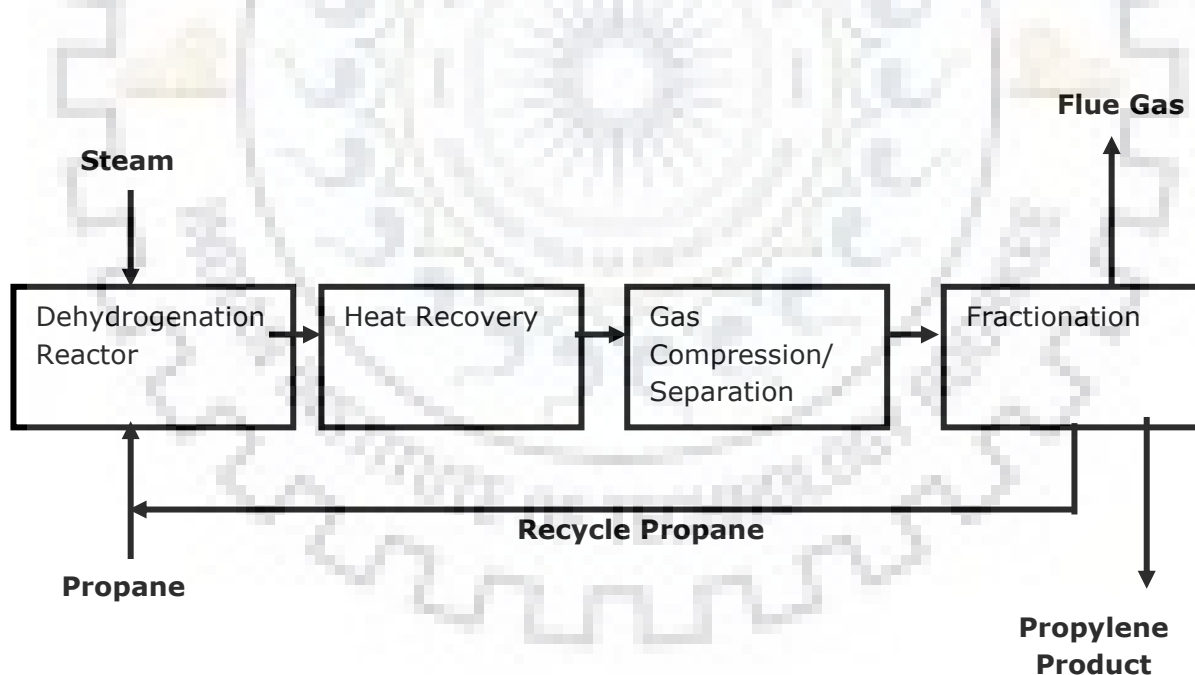 Flue Gas
Steam
Dehydrogenation
Reactor
Heat Recovery
Gas
Compression/
Separation
Fractionation
Recycle Propane
Propane
Propylene
Product